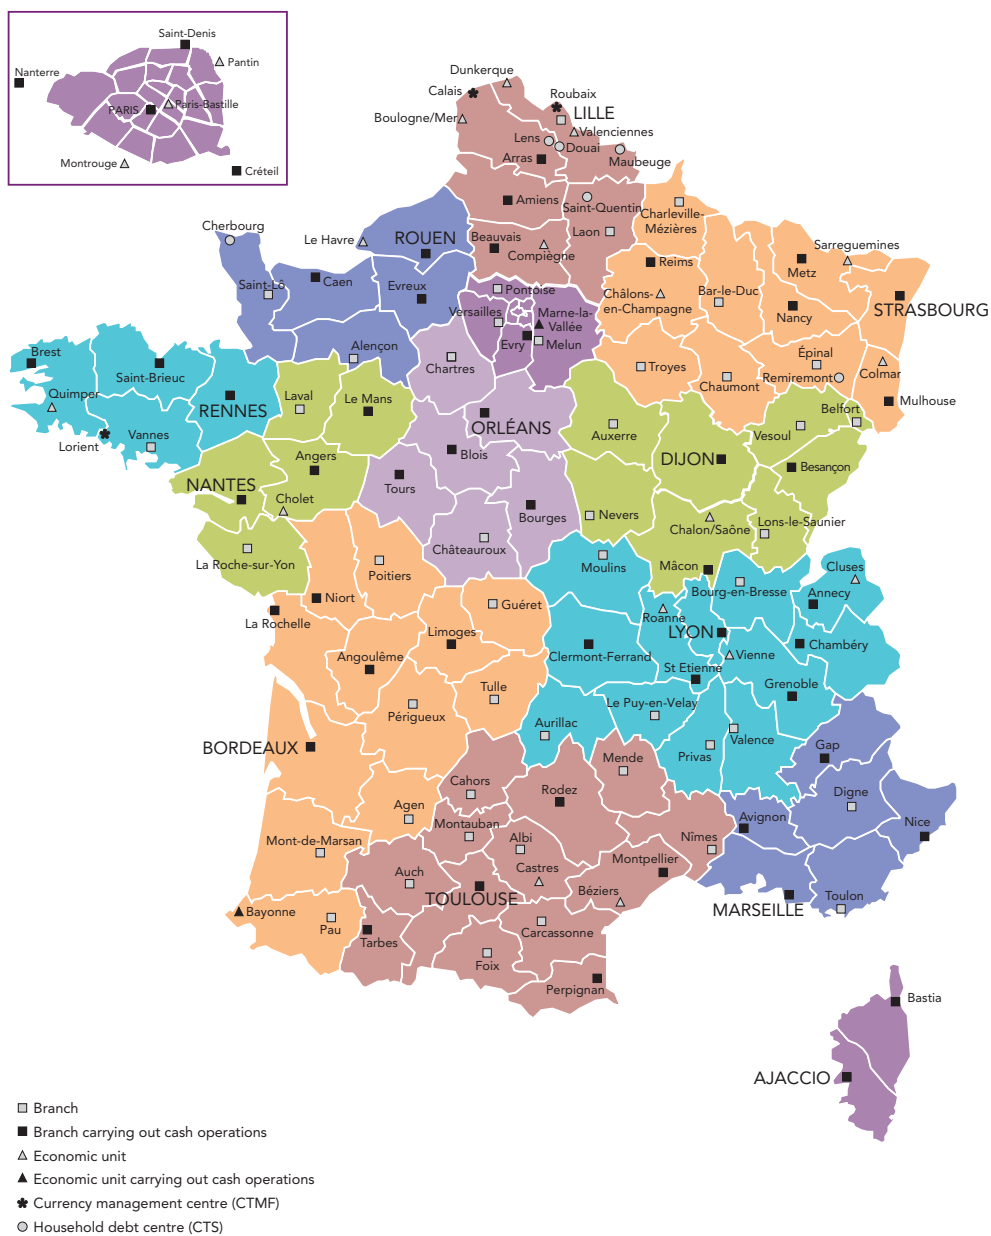 Saint-Denis
Pantin
Nanterre
PARIS
Paris-Bastille
Montrouge
Créteil
Dunkerque
Calais
Roubaix
LILLE
Boulogne/Mer
Valenciennes
Lens
Douai
Arras
Maubeuge
Amiens
Saint-Quentin
Charleville-
Mézières
Cherbourg
Le Havre
ROUEN
Beauvais
Compiègne
Laon
Sarreguemines
Reims
Metz
Saint-Lô
Caen
Evreux
Pontoise
Châlons-
en-Champagne
Bar-le-Duc
STRASBOURG
Versailles
Marne-la-
Vallée
Nancy
Alençon
Evry
Melun
Brest
Saint-Brieuc
Chartres
Troyes
Épinal
Remiremont
Colmar
Chaumont
Quimper
RENNES
Laval
Le Mans
Mulhouse
Belfort
Lorient
Vannes
ORLÉANS
Auxerre
Vesoul
Blois
DIJON
Besançon
Angers
NANTES
Tours
Cholet
Bourges
Nevers
Chalon/Saône
Lons-le-Saunier
Châteauroux
La Roche-sur-Yon
Poitiers
Moulins
Mâcon
Cluses
Bourg-en-Bresse
Annecy
Niort
La Rochelle
Guéret
Roanne
LYON
Limoges
Clermont-Ferrand
Vienne
Chambéry
Angoulême
St Etienne
Grenoble
Tulle
Périgueux
Le Puy-en-Velay
Aurillac
Valence
Privas
BORDEAUX
Gap
Mende
Cahors
Rodez
Digne
Agen
Montauban
Avignon
Nice
Mont-de-Marsan
Albi
Nîmes
Castres
Montpellier
Auch
TOULOUSE
Béziers
MARSEILLE
Toulon
Bayonne
Pau
Carcassonne
Tarbes
Foix
Perpignan
Bastia
AJACCIO
Branch
Branch carrying out cash operations
Economic unit
Economic unit carrying out cash operations
Currency management centre (CTMF)
Household debt centre (CTS)